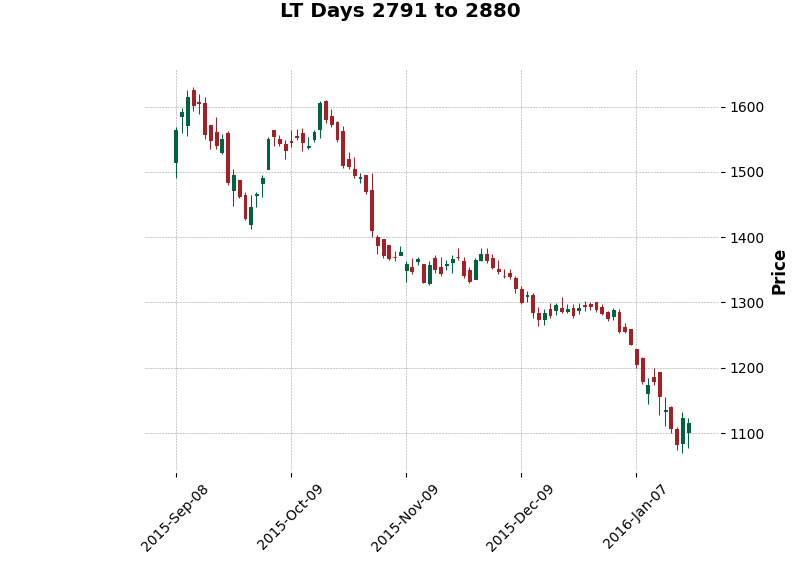 LT Days 2791 to 2880
1600
1500
1400
1300
1200
1100
Price
2015-Sep-08
2015-Oct-09
2015-Nov-09
2015-Dec-09
2016-Jan-07